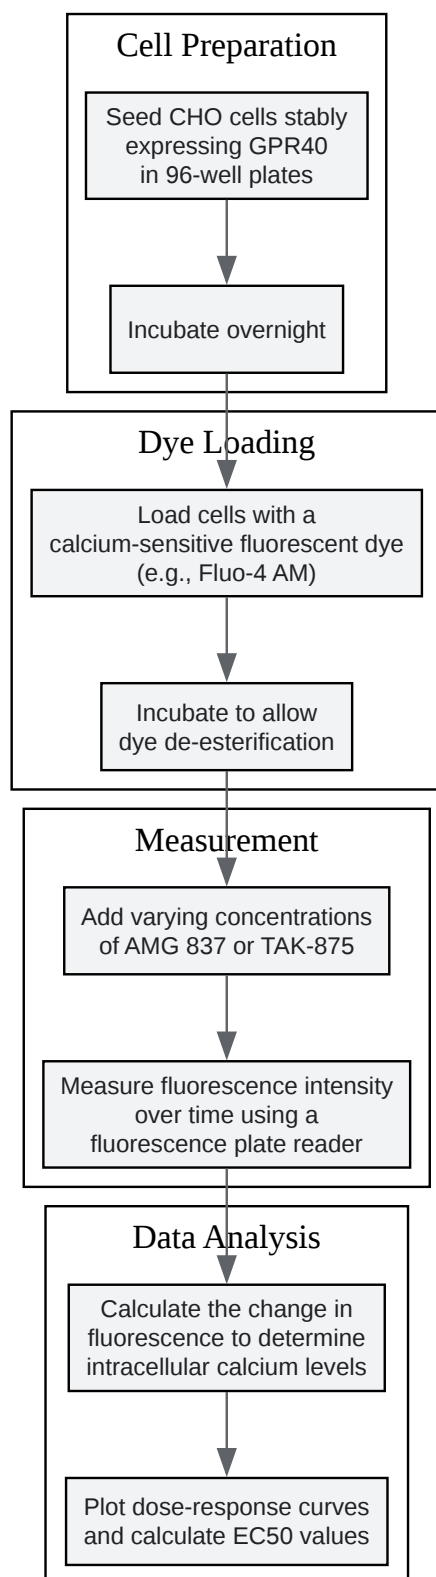 Cell Preparation
Seed CHO cells stably
expressing GPR40
in 96-well plates
Incubate overnight
Dye Loading
Load cells with a
calcium-sensitive fluorescent dye
(e.g., Fluo-4 AM)
Incubate to allow
dye de-esterification
Measurement
Add varying concentrations
of AMG 837 or TAK-875
Measure fluorescence intensity
over time using a
fluorescence plate reader
Data Analysis
Calculate the change in
fluorescence to determine
intracellular calcium levels
Plot dose-response curves
and calculate EC50 values